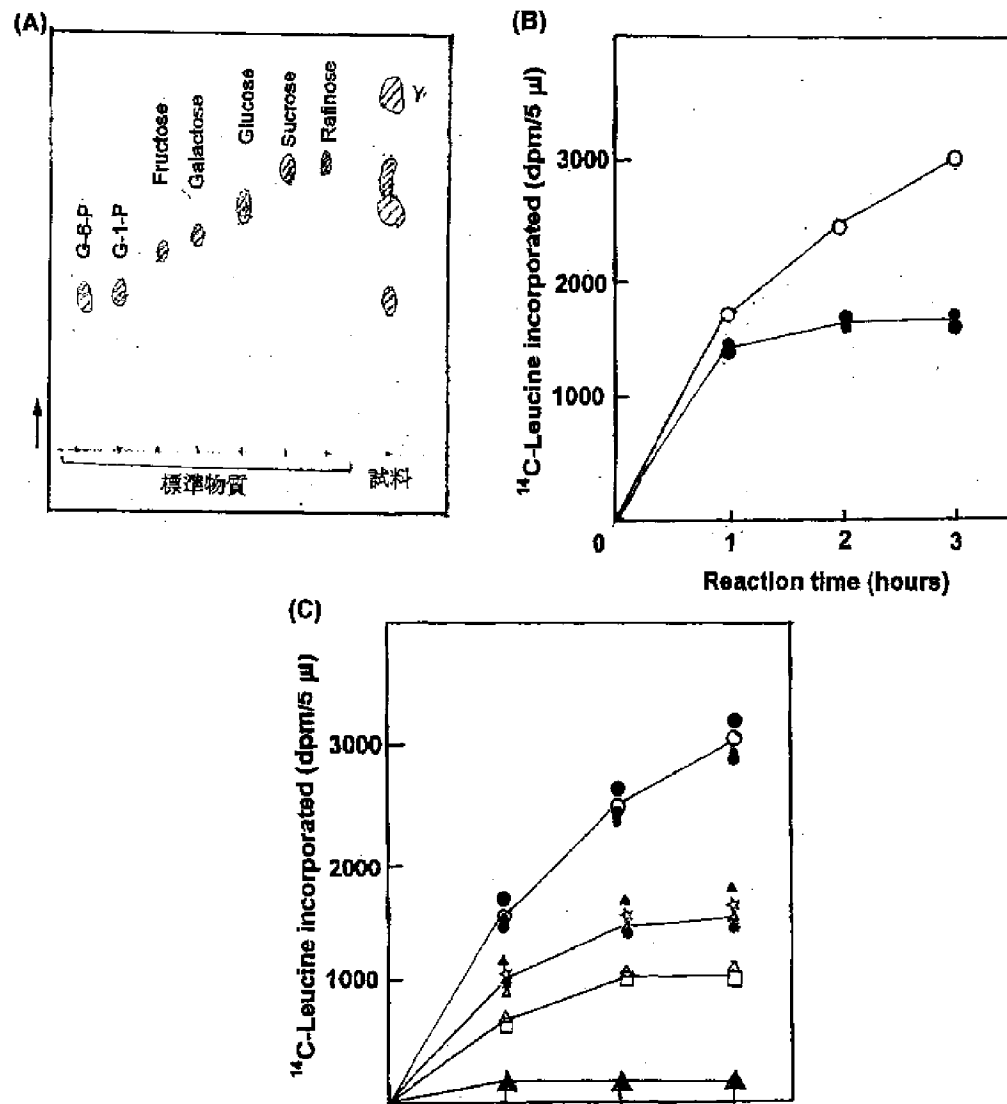 (A)
G-6-P
G-1-P
Fructose
Galactose
Glucose
Sucrose
Rafinose
γ
標準物質
試料
(B)
¹⁴C-Leucine incorporated (dpm/5 μl)
3000
2000
1000
0
1
2
3
Reaction time (hours)
(C)
¹⁴C-Leucine incorporated (dpm/5 μl)
3000
2000
1000